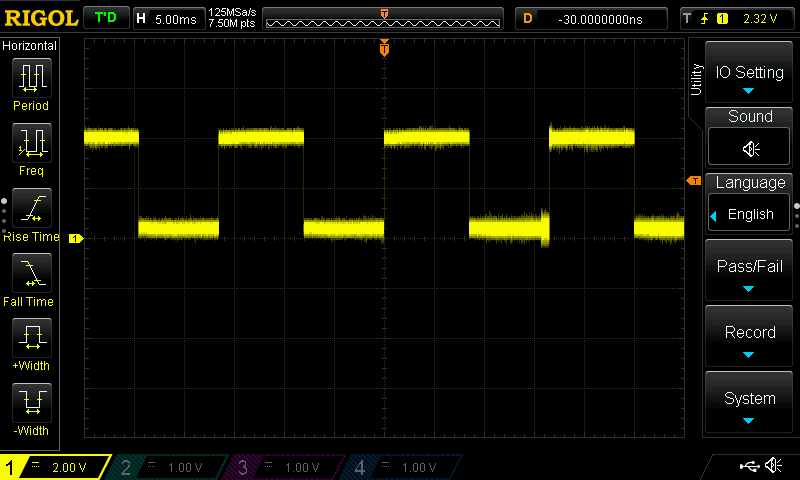 RIGOL T'D H 5.00ms 125MSa/s
7.50M pts T D -30.0000000ns T 1 2.32 V
Horizontal
Period
Freq
Rise Time
Fall Time
+Width
-Width
T
T
1
Utility
IO Setting
Sound
Language
English
Pass/Fail
Record
System
1 = 2.00 V 2 = 1.00 V 3 = 1.00 V 4 = 1.00 V